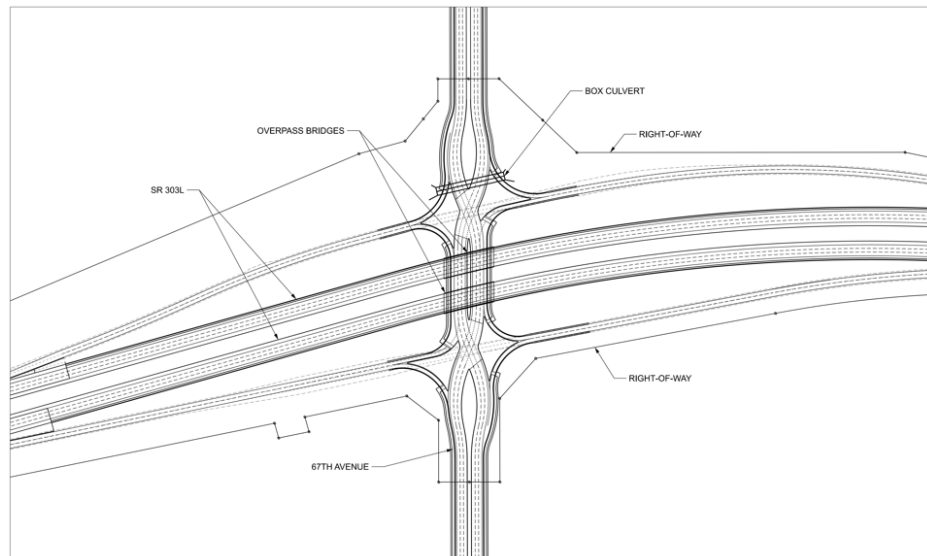 BOX CULVERT
OVERPASS BRIDGES
RIGHT-OF-WAY
SR 303L
RIGHT-OF-WAY
67TH AVENUE